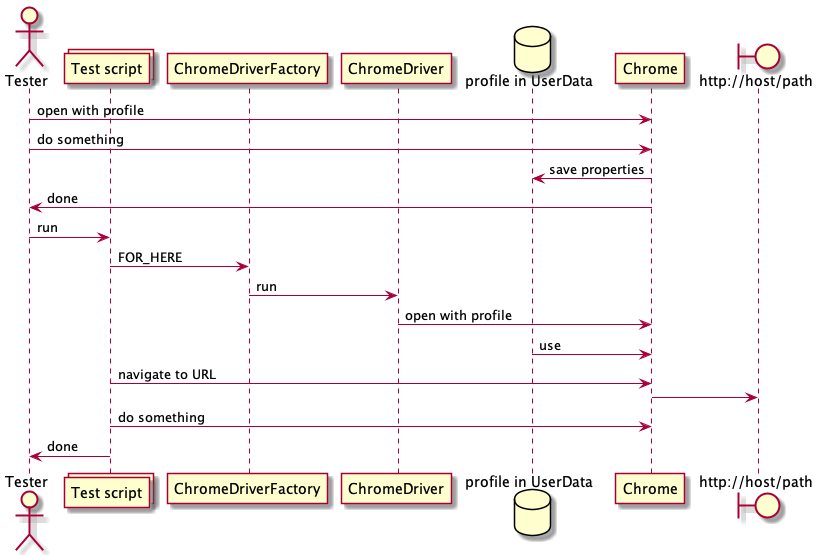 Tester
Test script
ChromeDriverFactory
ChromeDriver
profile in UserData
Chrome
http://host/path
open with profile
do something
save properties
done
run
FOR_HERE
run
open with profile
use
navigate to URL
do something
done
Tester
Test script
ChromeDriverFactory
ChromeDriver
profile in UserData
Chrome
http://host/path